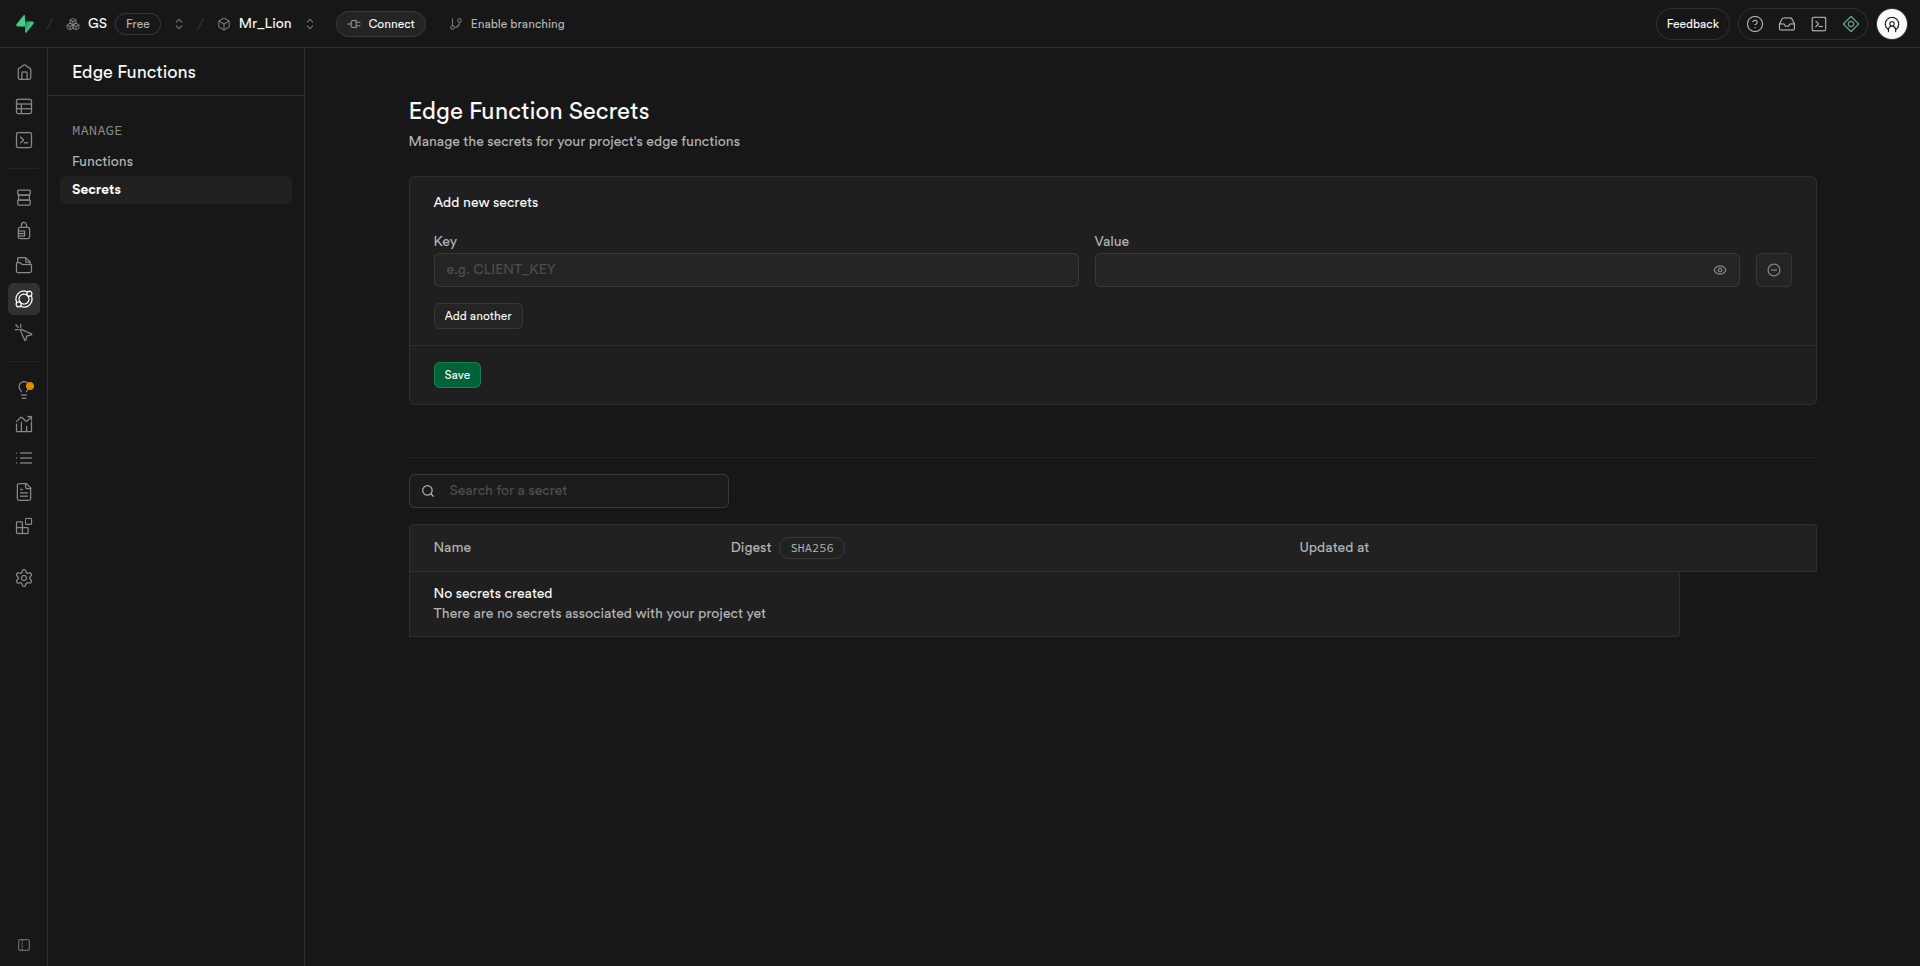 GS
Free
Mr_Lion
Connect
Enable branching
Feedback
Edge Functions
MANAGE
Functions
Secrets
Edge Function Secrets
Manage the secrets for your project's edge functions
Add new secrets
Key
Value
e.g. CLIENT_KEY
Add another
Save
Search for a secret
Name
Digest
SHA256
Updated at
No secrets created
There are no secrets associated with your project yet